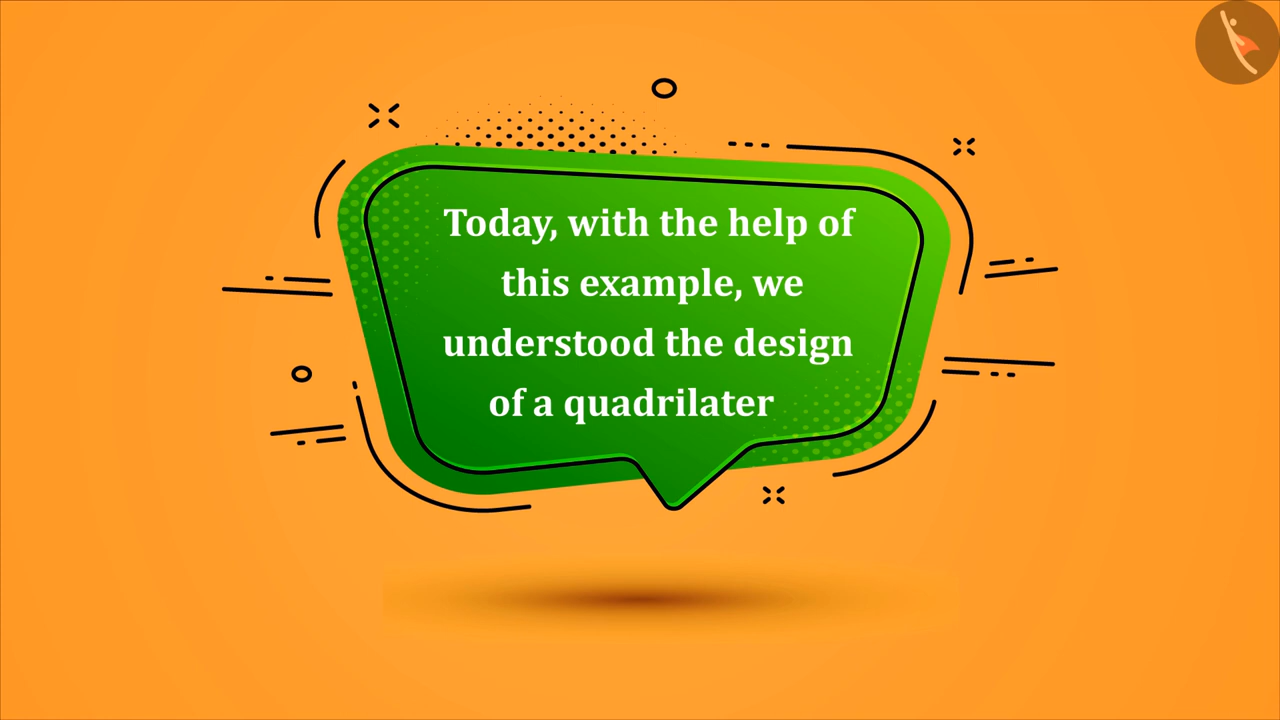 Today, with the help of
this example, we
understood the design
of a quadrilater